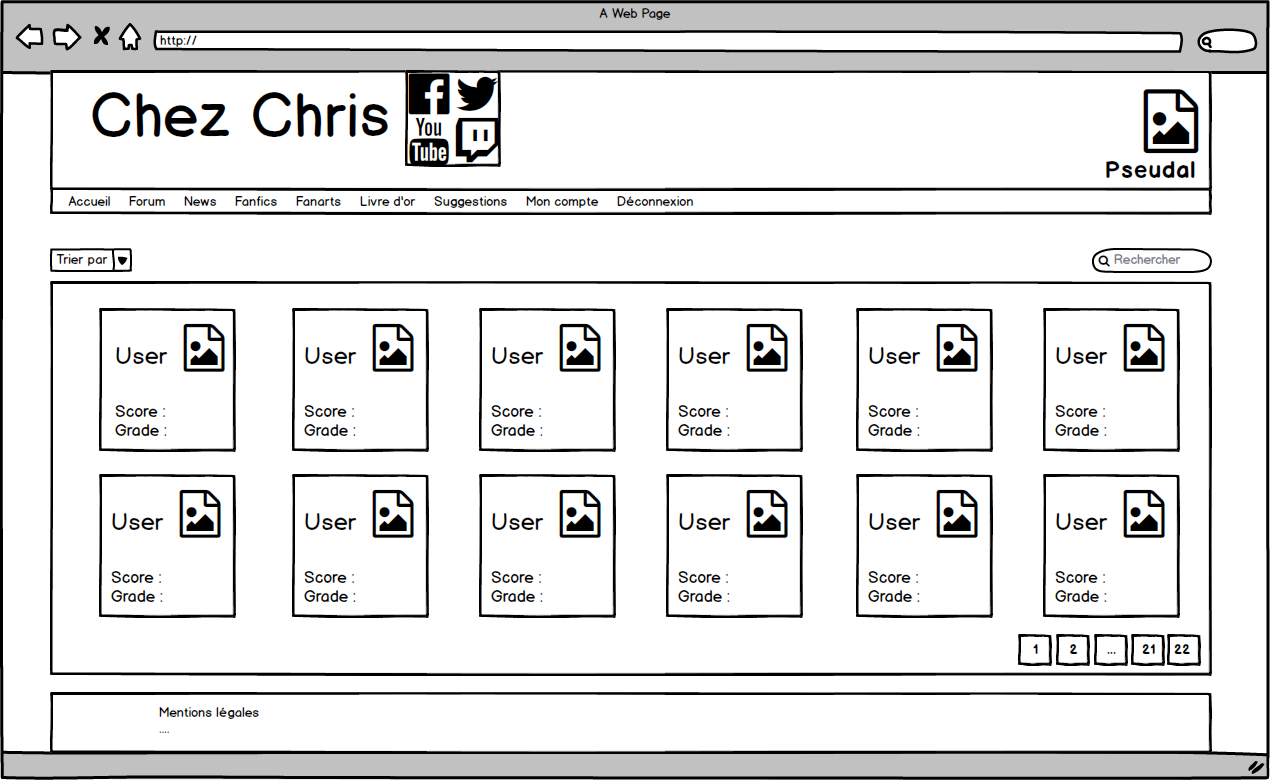 A Web Page
http://
Chez Chris
You
Tube
Pseudal
Accueil Forum News Fanfics Fanarts Livre d'or Suggestions Mon compte Déconnexion
Trier par
Rechercher
User User User User User User
Score : Score : Score : Score : Score : Score :
Grade : Grade : Grade : Grade : Grade : Grade :
User User User User User User
Score : Score : Score : Score : Score : Score :
Grade : Grade : Grade : Grade : Grade : Grade :
1 2 ... 21 22
Mentions légales
....